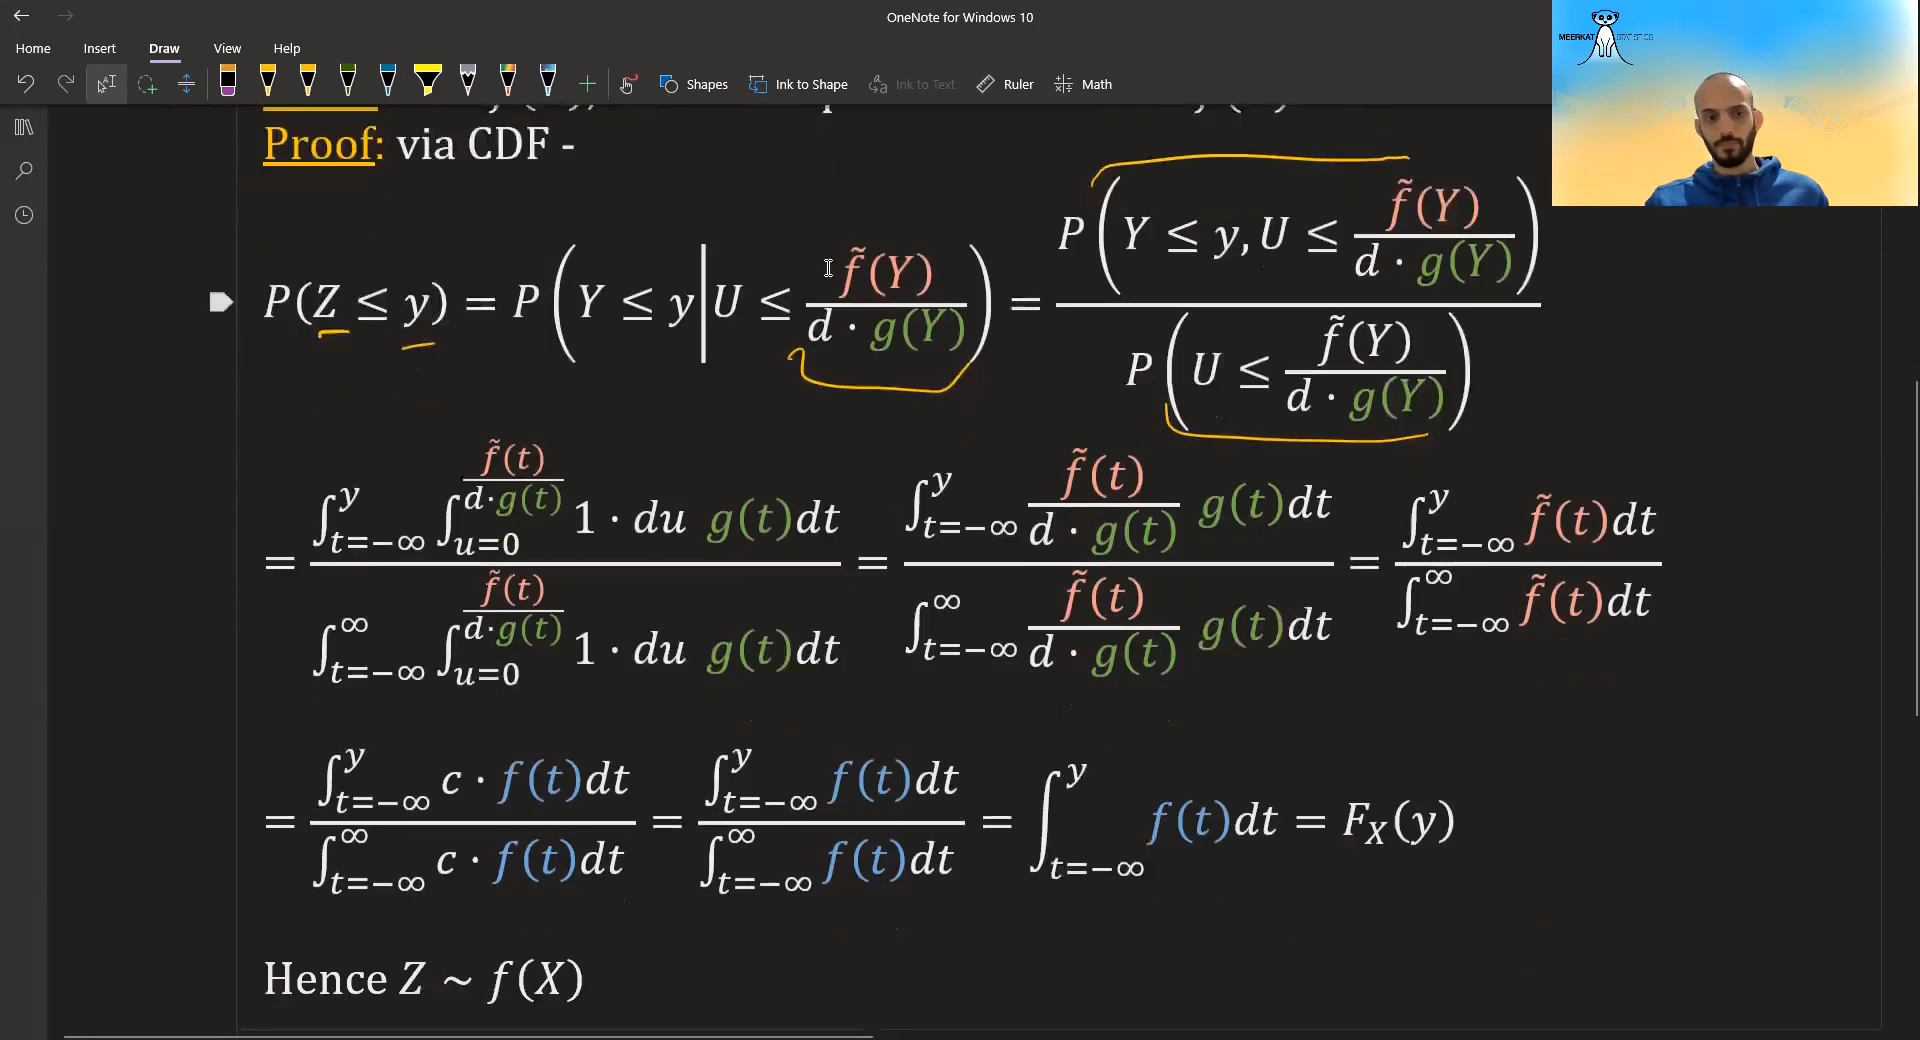 OneNote for Windows 10
Home Insert Draw View Help
Shapes Ink to Shape Ink to Text Ruler Math
MEERKAT STATISTICS
Proof: via CDF -
P(Z ≤ y) = P(Y ≤ y | U ≤ f̃(Y) / d · g(Y)) = P(Y ≤ y, U ≤ f̃(Y) / d · g(Y)) / P(U ≤ f̃(Y) / d · g(Y))
= ∫_{t=−∞}^{y} ∫_{u=0}^{f̃(t) / d·g(t)} 1 · du g(t)dt / ∫_{t=−∞}^{∞} ∫_{u=0}^{f̃(t) / d·g(t)} 1 · du g(t)dt = ∫_{t=−∞}^{y} f̃(t) / d · g(t) g(t)dt / ∫_{t=−∞}^{∞} f̃(t) / d · g(t) g(t)dt = ∫_{t=−∞}^{y} f̃(t)dt / ∫_{t=−∞}^{∞} f̃(t)dt
= ∫_{t=−∞}^{y} c · f(t)dt / ∫_{t=−∞}^{∞} c · f(t)dt = ∫_{t=−∞}^{y} f(t)dt / ∫_{t=−∞}^{∞} f(t)dt = ∫_{t=−∞}^{y} f(t)dt = F_X(y)
Hence Z ~ f(X)